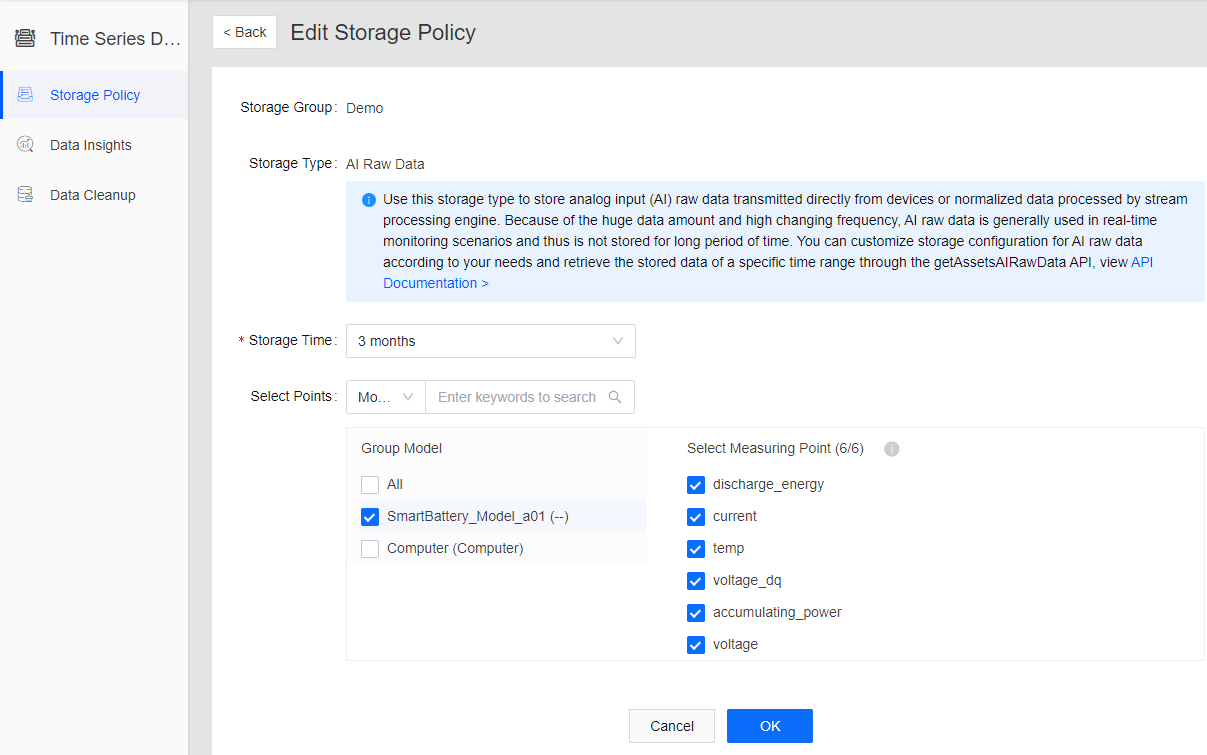 Time Series D...
Storage Policy
Data Insights
Data Cleanup
< Back
Edit Storage Policy
Storage Group: Demo
Storage Type: AI Raw Data
Use this storage type to store analog input (AI) raw data transmitted directly from devices or normalized data processed by stream
processing engine. Because of the huge data amount and high changing frequency, AI raw data is generally used in real-time
monitoring scenarios and thus is not stored for long period of time. You can customize storage configuration for AI raw data
according to your needs and retrieve the stored data of a specific time range through the getAssetsAIRawData API, view API
Documentation >
* Storage Time: 3 months
Select Points: Mo... Enter keywords to search
Group Model
All
SmartBattery_Model_a01 (--)
Computer (Computer)
Select Measuring Point (6/6)
discharge_energy
current
temp
voltage_dq
accumulating_power
voltage
Cancel
OK